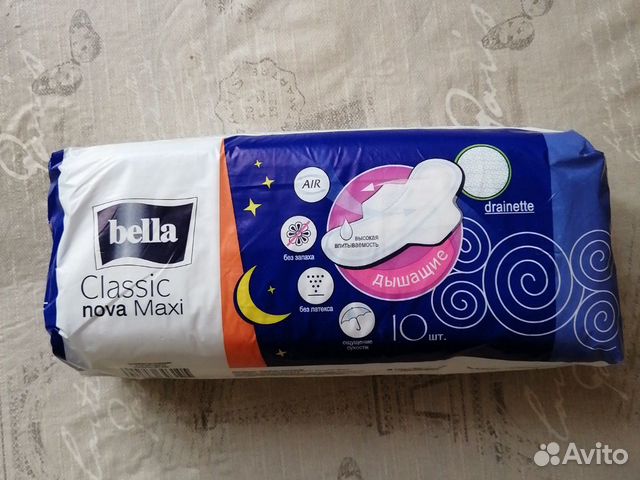 bella
Classic
nova Maxi
AIR
без запаха
без латекса
ощущение
сухости
высокая
впитываемость
дышащие
drainette
10 шт.
Avito